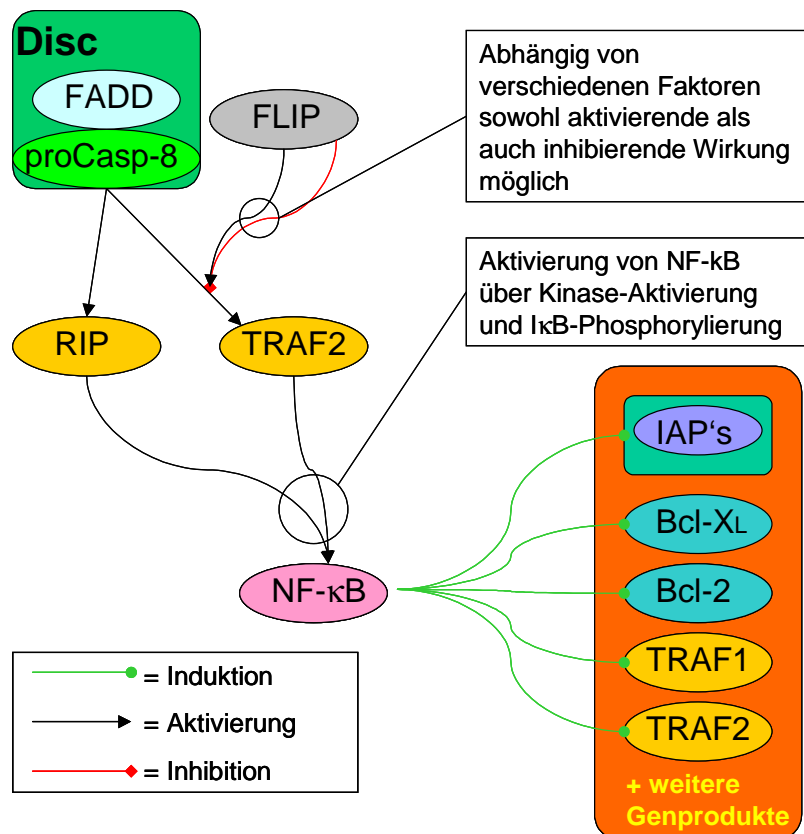 Disc
FADD
proCasp-8
FLIP
Abhängig von
verschiedenen Faktoren
sowohl aktivierende als
auch inhibierende Wirkung
möglich
Aktivierung von NF-kB
über Kinase-Aktivierung
und IκB-Phosphorylierung
RIP
TRAF2
IAP‘s
Bcl-XL
NF-κB
Bcl-2
TRAF1
TRAF2
+ weitere
Genprodukte
= Induktion
= Aktivierung
= Inhibition